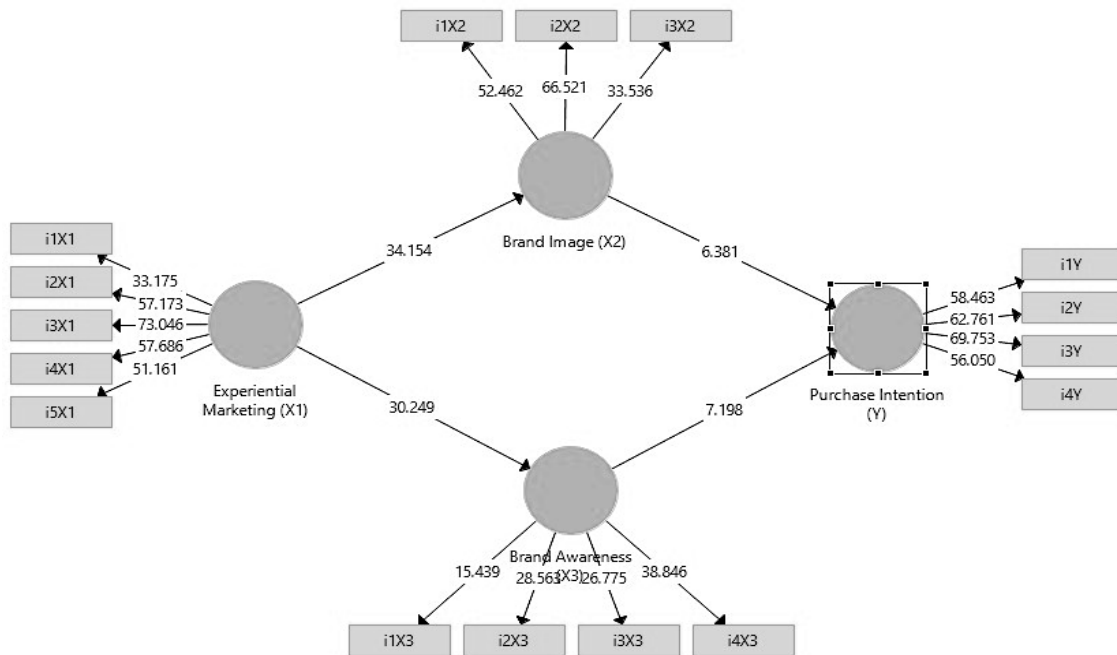 i1X2 i2X2 i3X2
52.462 66.521 33.536
Brand Image (X2)
34.154 6.381
i1X1
i2X1
i3X1
i4X1
i5X1
33.175
57.173
73.046
57.686
51.161
Experiential
Marketing (X1)
i1Y
i2Y
i3Y
i4Y
58.463
62.761
69.753
56.050
Purchase Intention
(Y)
30.249 7.198
Brand Awareness
(X3)
15.439 28.563 26.775 38.846
i1X3 i2X3 i3X3 i4X3